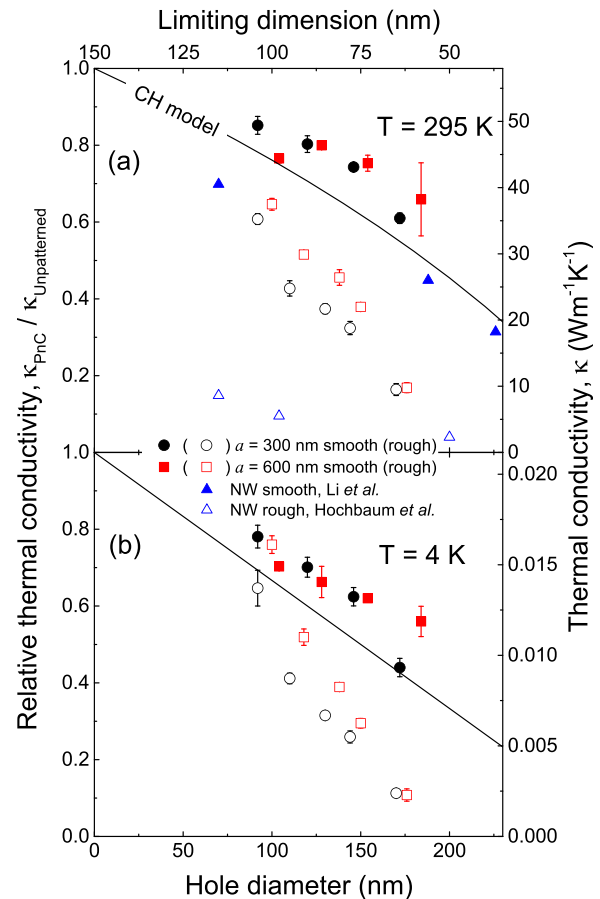 Limiting dimension (nm)
150 125 100 75 50
1.0
0.8
0.6
0.4
0.2
1.0
0.8
0.6
0.4
0.2
0.0
Relative thermal conductivity, κPnC / κUnpatterned
CH model
T = 295 K
(a)
50
40
30
20
10
0
0.020
0.015
0.010
0.005
0.000
Thermal conductivity, κ (Wm⁻¹K⁻¹)
( ) a = 300 nm smooth (rough)
( ) a = 600 nm smooth (rough)
NW smooth, Li et al.
NW rough, Hochbaum et al.
(b)
T = 4 K
0 50 100 150 200
Hole diameter (nm)